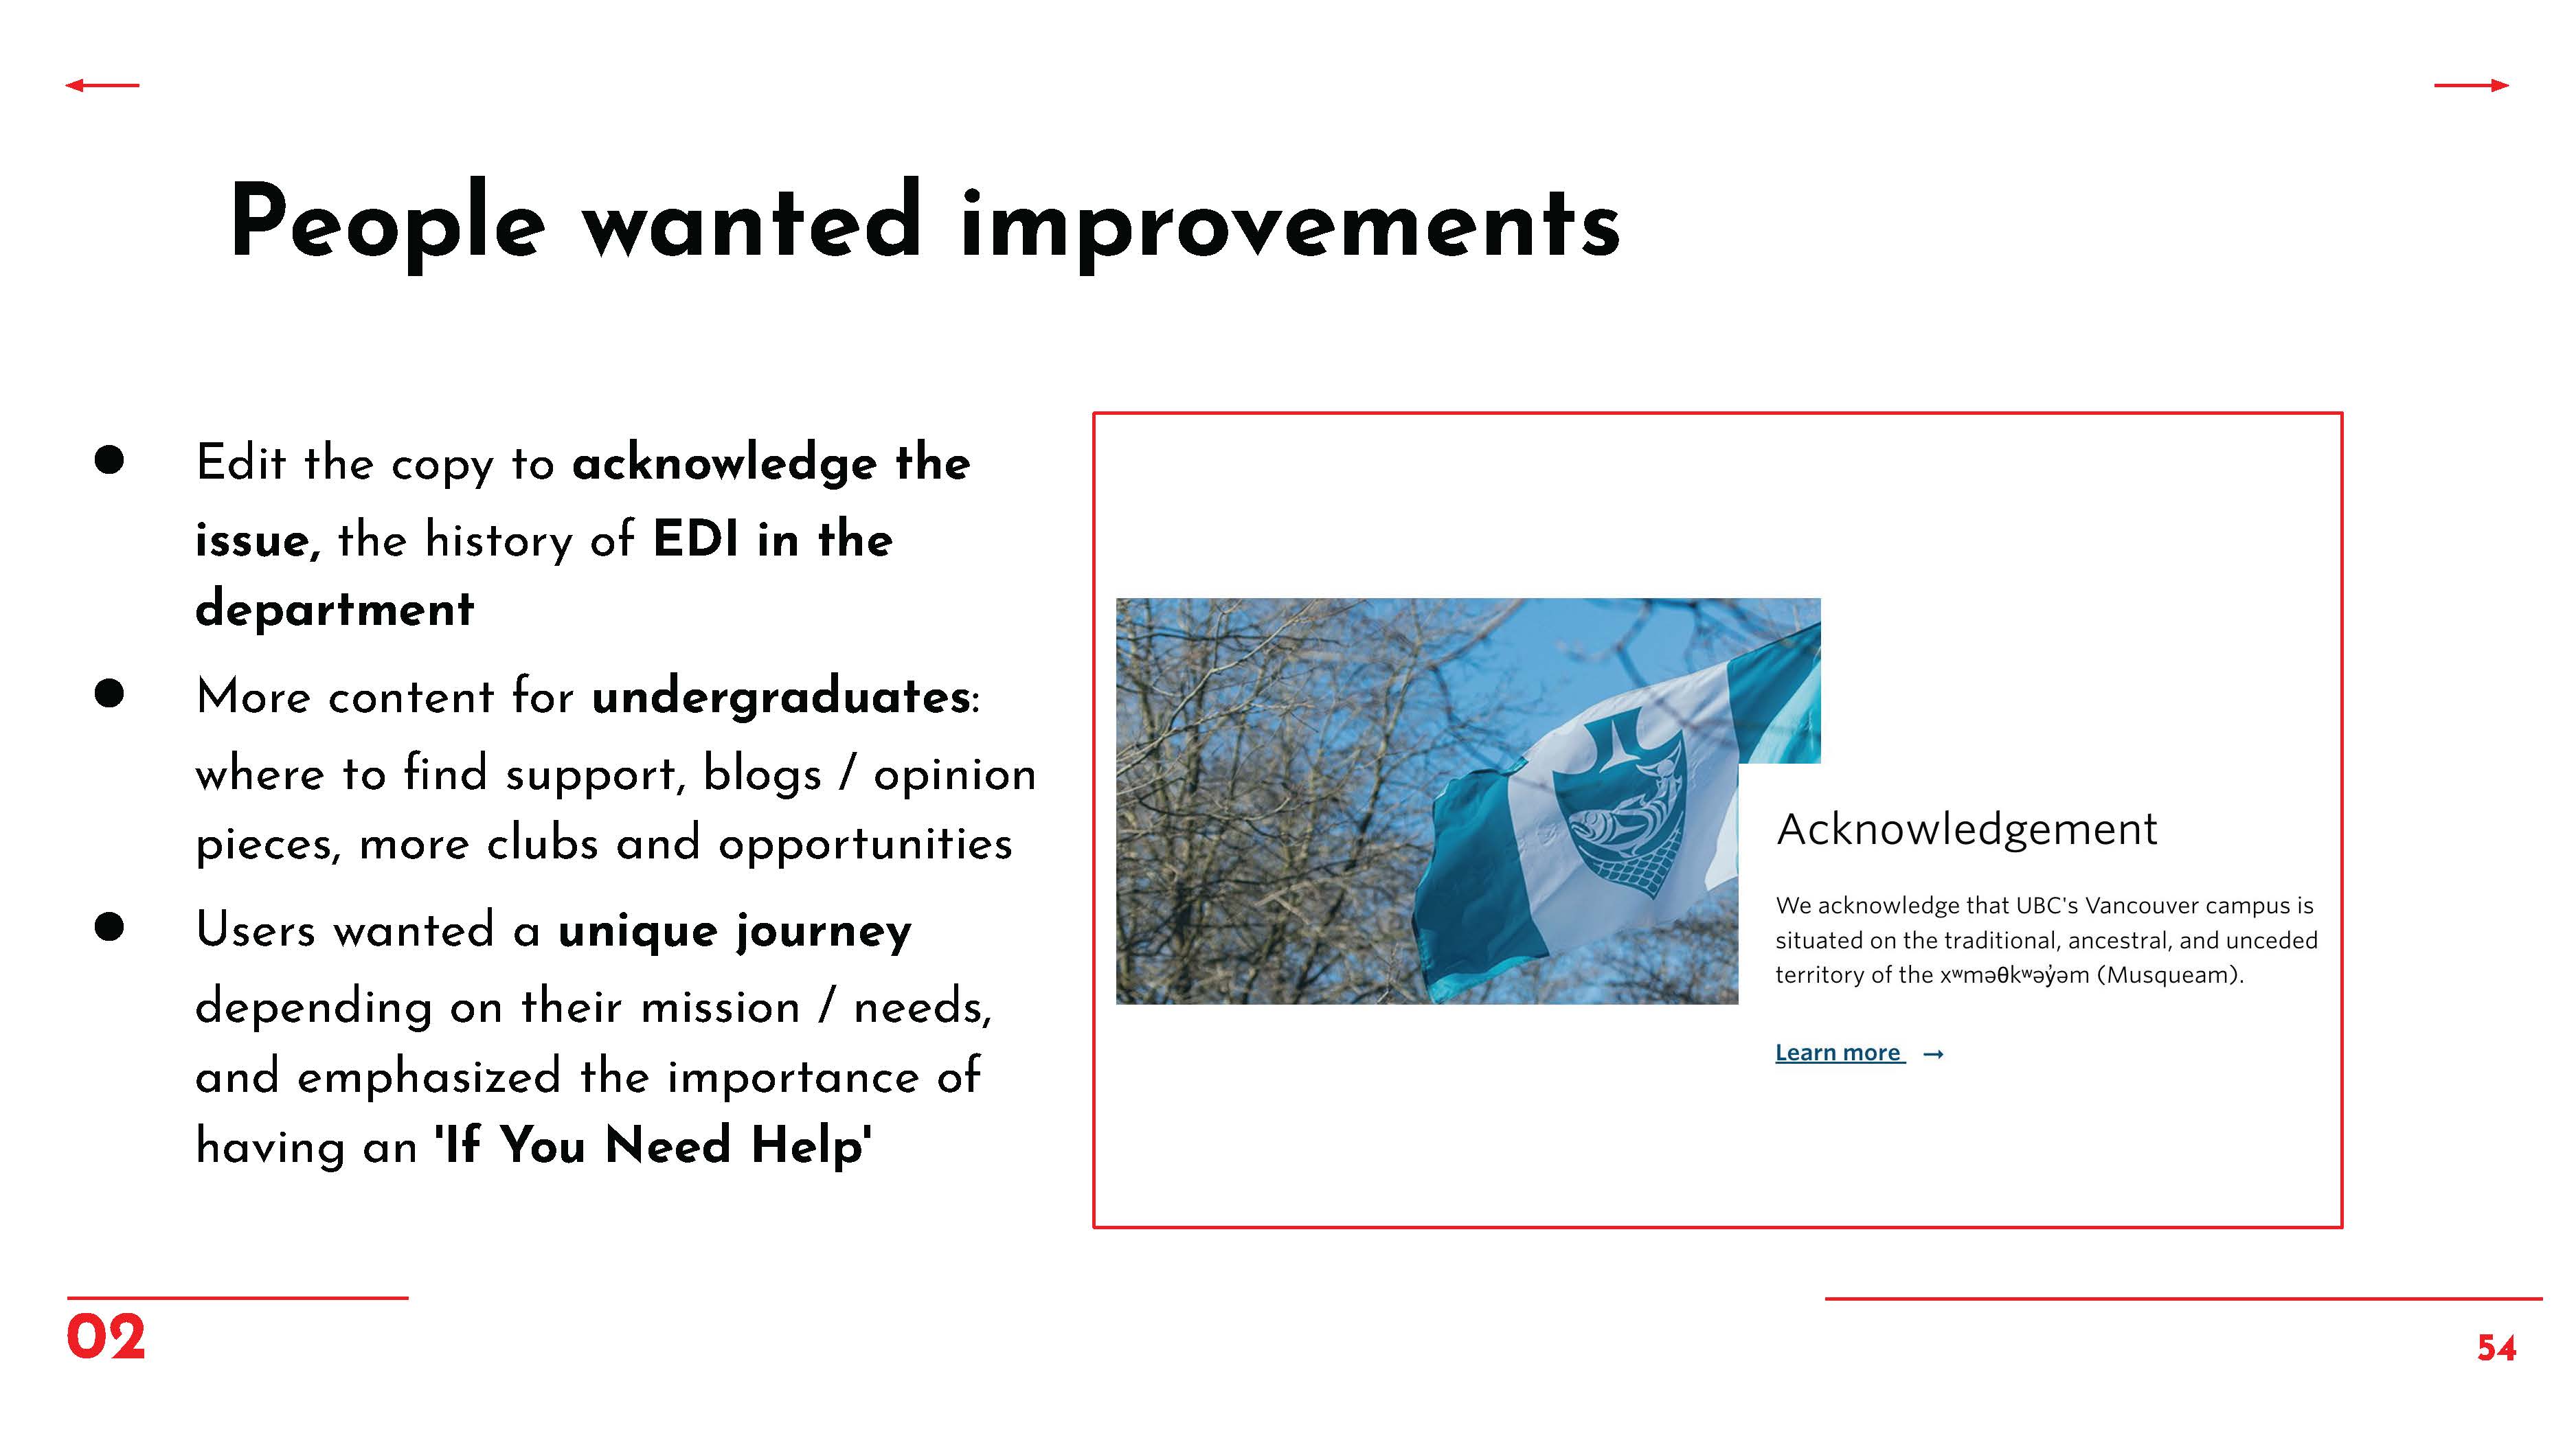 People wanted improvements
● Edit the copy to acknowledge the
issue, the history of EDI in the
department
● More content for undergraduates:
where to find support, blogs / opinion
pieces, more clubs and opportunities
● Users wanted a unique journey
depending on their mission / needs,
and emphasized the importance of
having an 'If You Need Help'
Acknowledgement
We acknowledge that UBC's Vancouver campus is
situated on the traditional, ancestral, and unceded
territory of the xʷməθkʷəy̓əm (Musqueam).
Learn more →
02
54